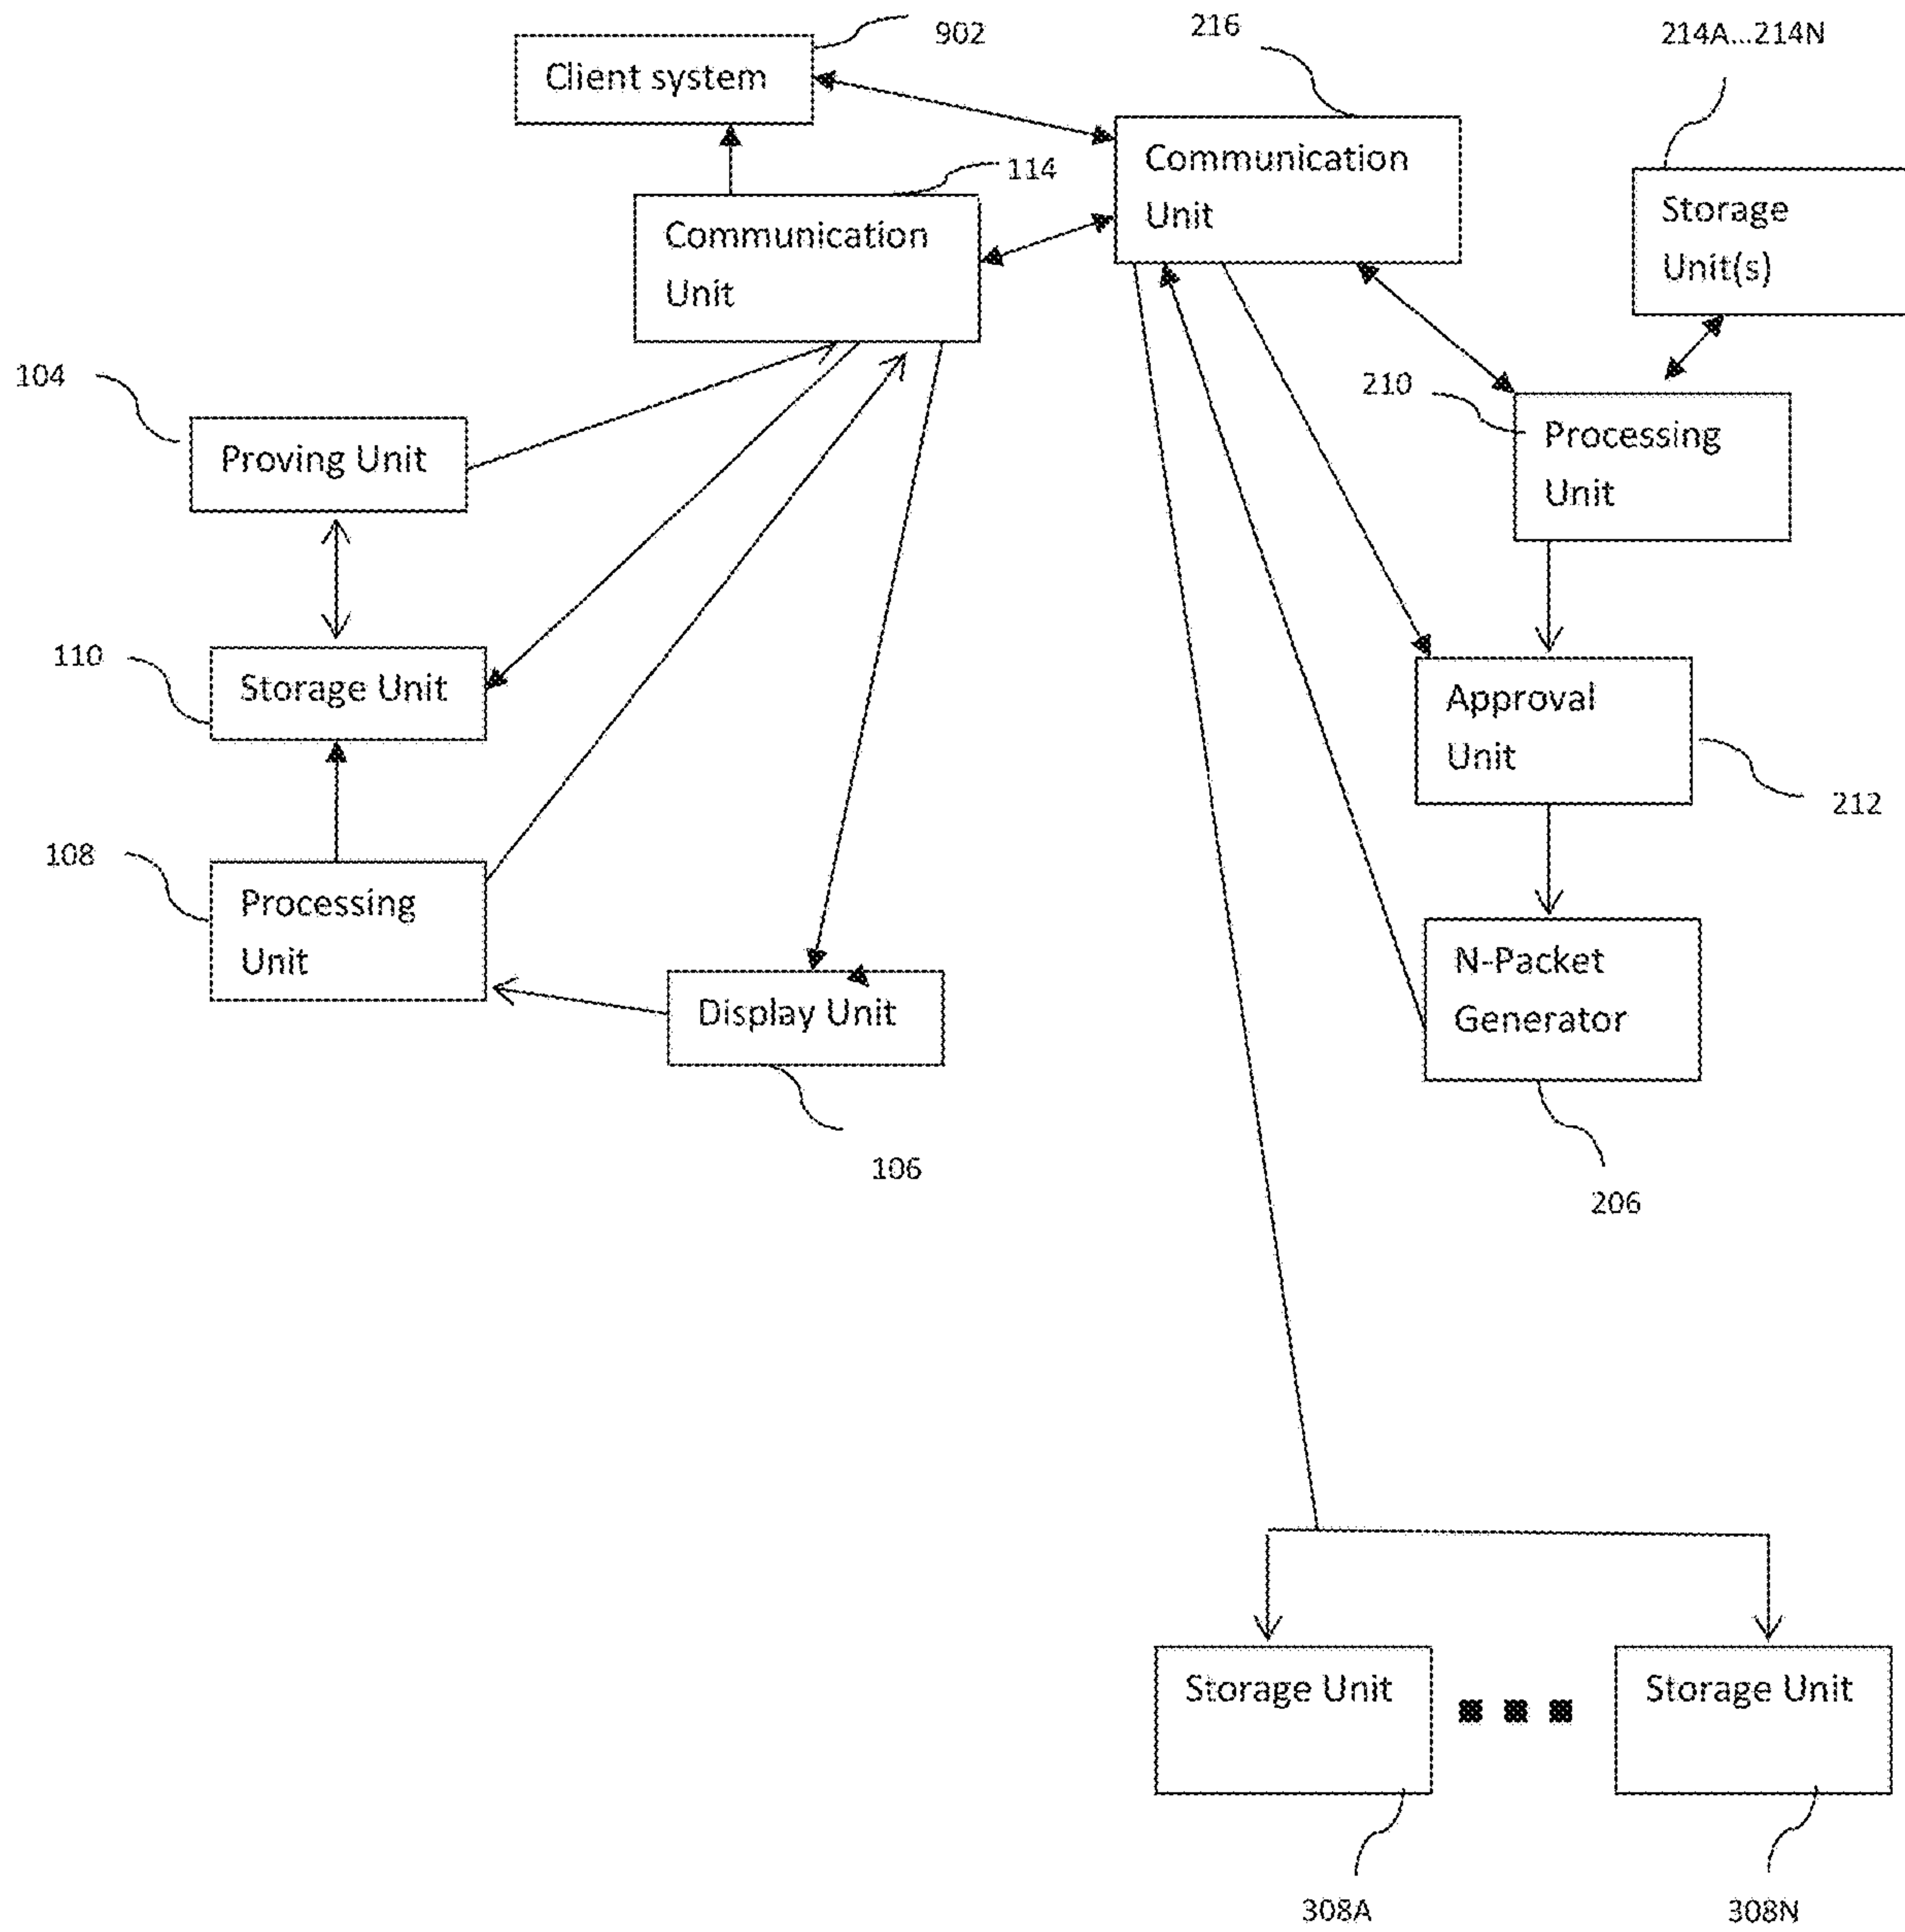 902
216
214A...214N
Client system
114
Communication
Unit
Storage
Unit(s)
Communication
Unit
104
210
Proving Unit
Processing
Unit
110
Storage Unit
Approval
Unit
212
108
Processing
Unit
N-Packet
Generator
Display Unit
106
206
Storage Unit
Storage Unit
308A
308N